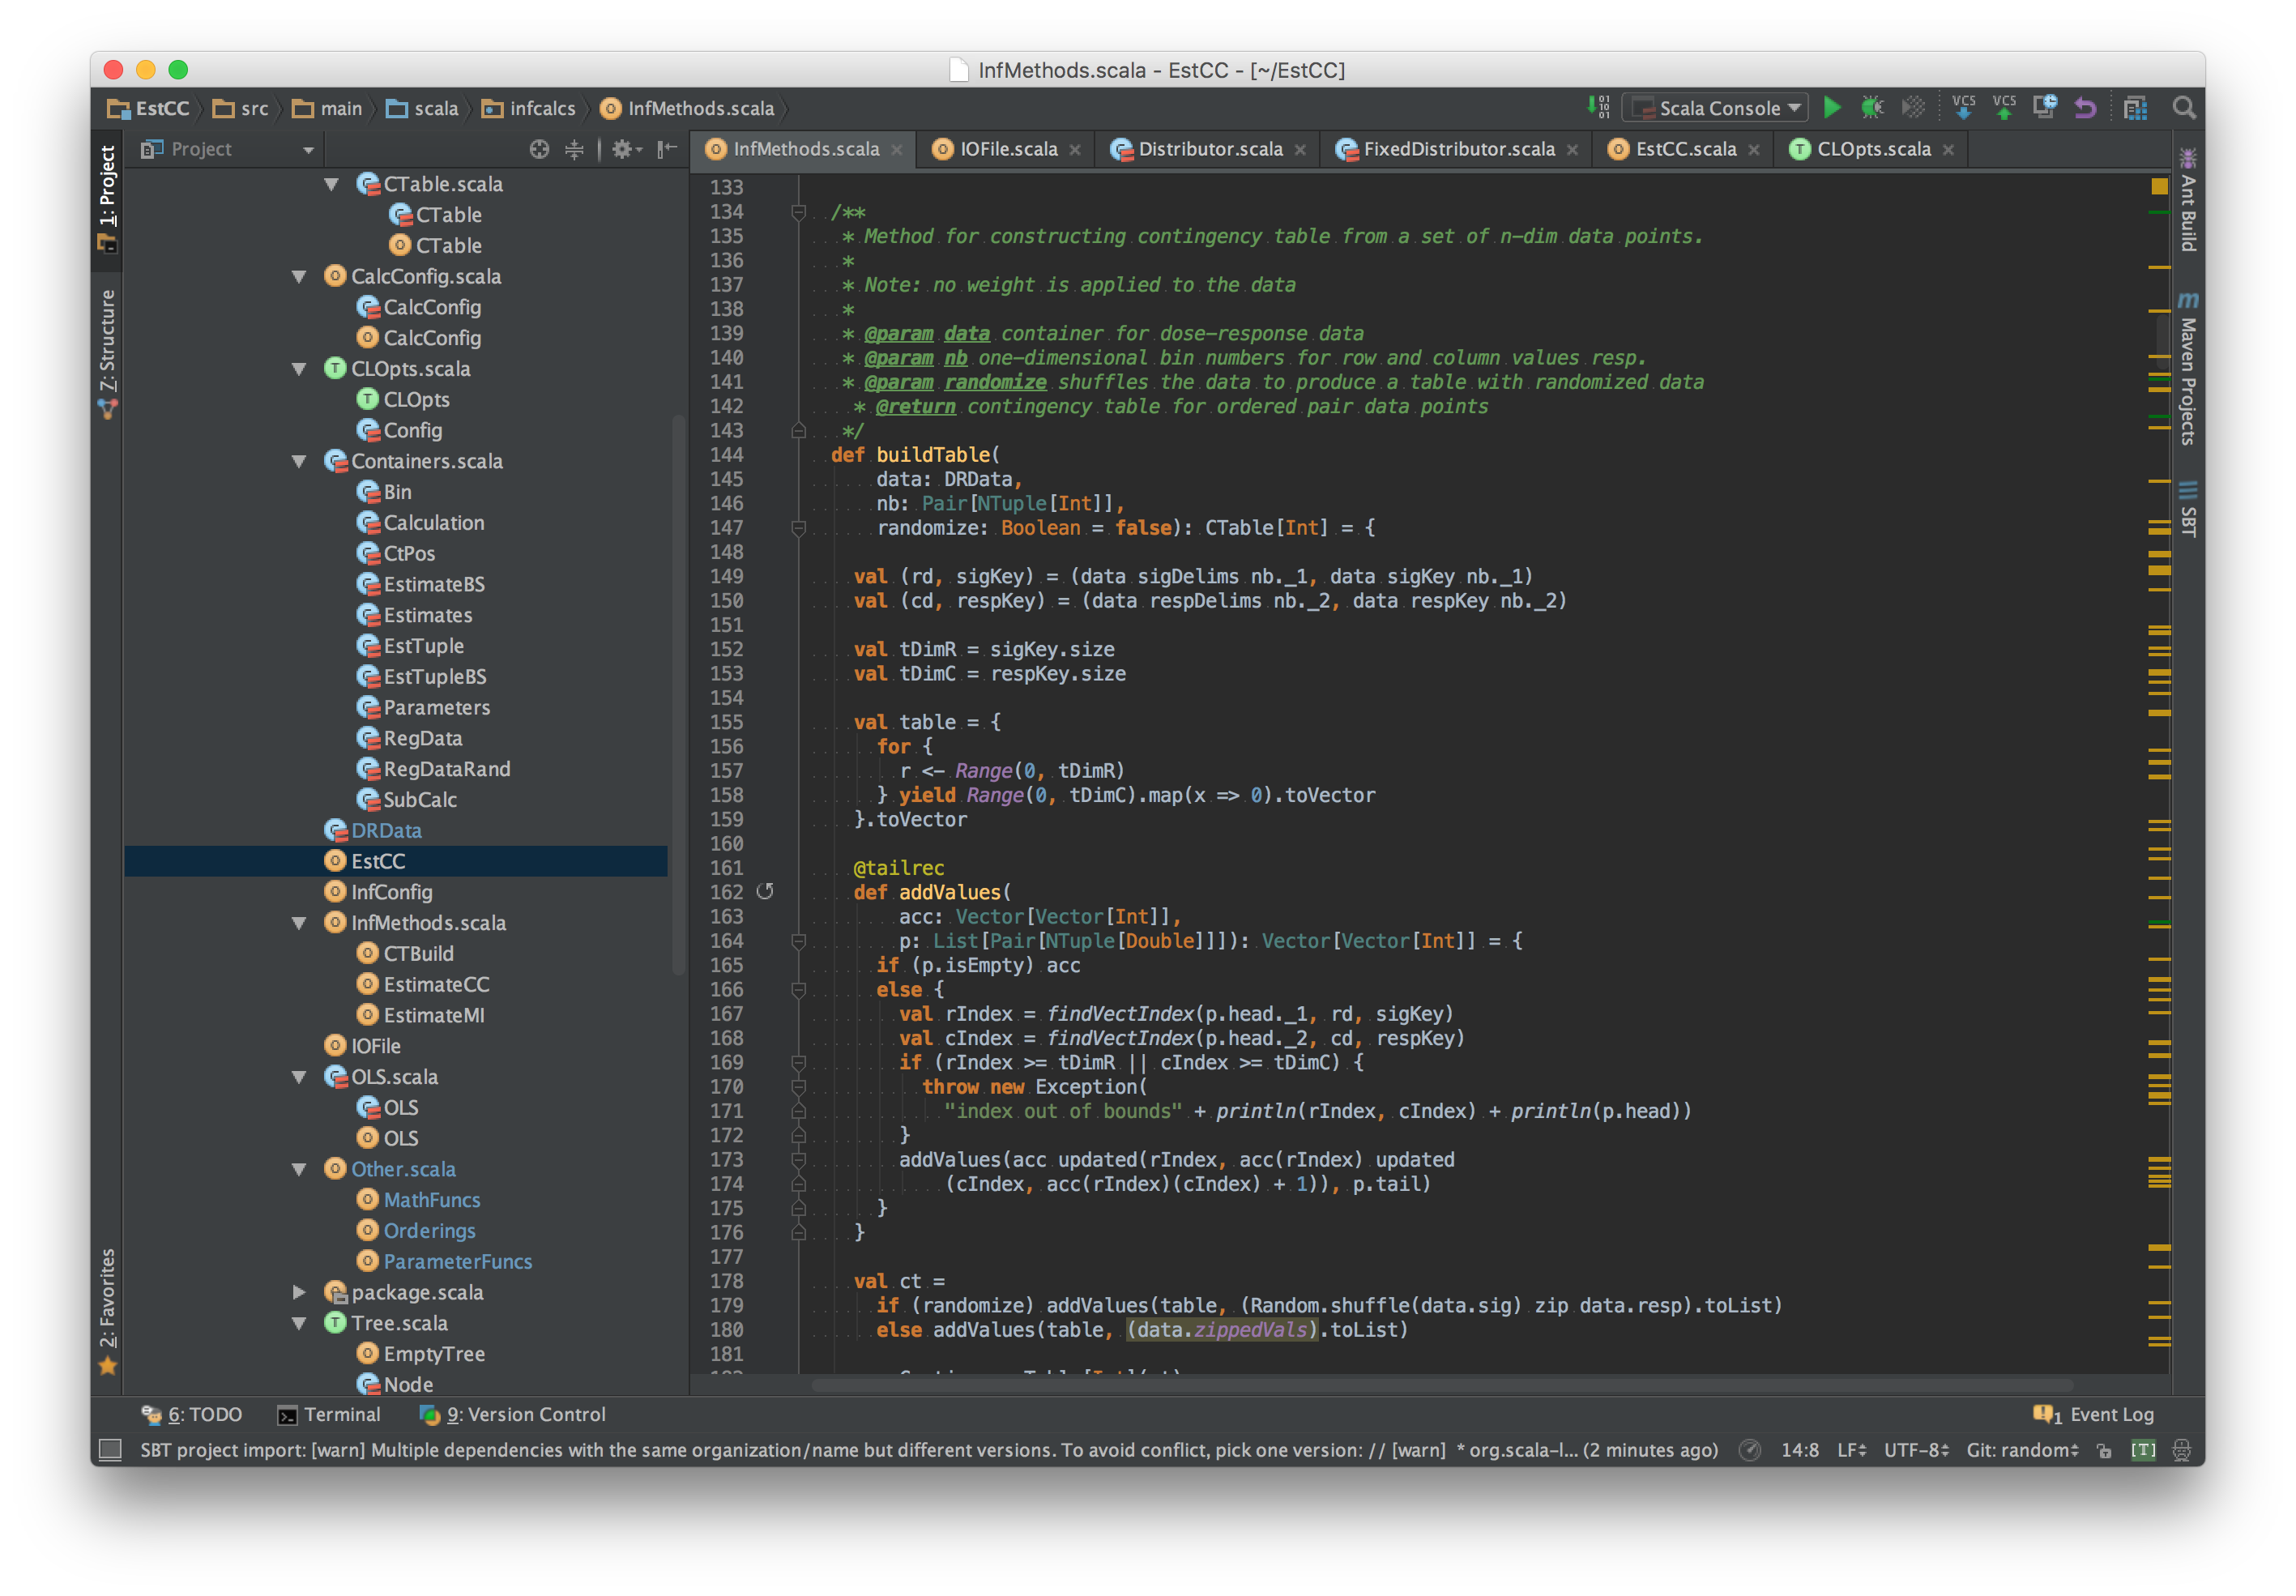 InfMethods.scala - EstCC - [~/EstCC]
EstCC src main scala infcalcs InfMethods.scala Scala Console VCS VCS
Project
InfMethods.scala IOFile.scala Distributor.scala FixedDistributor.scala EstCC.scala CLOpts.scala
1: Project
7: Structure
2: Favorites
CTable.scala
CTable
CTable
CalcConfig.scala
CalcConfig
CalcConfig
CLOpts.scala
CLOpts
Config
Containers.scala
Bin
Calculation
CtPos
EstimateBS
Estimates
EstTuple
EstTupleBS
Parameters
RegData
RegDataRand
SubCalc
DRData
EstCC
InfConfig
InfMethods.scala
CTBuild
EstimateCC
EstimateMI
IOFile
OLS.scala
OLS
OLS
Other.scala
MathFuncs
Orderings
ParameterFuncs
package.scala
Tree.scala
EmptyTree
Node
133
134 /**
135 * Method for constructing contingency table from a set of n-dim data points.
136 *
137 * Note: no weight is applied to the data
138 *
139 * @param data container for dose-response data
140 * @param nb one-dimensional bin numbers for row and column values resp.
141 * @param randomize shuffles the data to produce a table with randomized data
142 * @return contingency table for ordered pair data points
143 */
144 def buildTable(
145 data: DRData,
146 nb: Pair[NTuple[Int]],
147 randomize: Boolean = false): CTable[Int] = {
148
149 val (rd, sigKey) = (data sigDelims nb._1, data sigKey nb._1)
150 val (cd, respKey) = (data respDelims nb._2, data respKey nb._2)
151
152 val tDimR = sigKey.size
153 val tDimC = respKey.size
154
155 val table = {
156 for {
157 r <- Range(0, tDimR)
158 } yield Range(0, tDimC).map(x => 0).toVector
159 }.toVector
160
161 @tailrec
162 def addValues(
163 acc: Vector[Vector[Int]],
164 p: List[Pair[NTuple[Double]]]): Vector[Vector[Int]] = {
165 if (p.isEmpty) acc
166 else {
167 val rIndex = findVectIndex(p.head._1, rd, sigKey)
168 val cIndex = findVectIndex(p.head._2, cd, respKey)
169 if (rIndex >= tDimR || cIndex >= tDimC) {
170 throw new Exception(
171 "index out of bounds" + println(rIndex, cIndex) + println(p.head))
172 }
173 addValues(acc updated(rIndex, acc(rIndex) updated
174 (cIndex, acc(rIndex)(cIndex) + 1)), p.tail)
175 }
176 }
177
178 val ct =
179 if (randomize) addValues(table, (Random.shuffle(data.sig) zip data.resp).toList)
180 else addValues(table, (data.zippedVals).toList)
181
Ant Build
Maven Projects
SBT
6: TODO Terminal 9: Version Control 1 Event Log
SBT project import: [warn] Multiple dependencies with the same organization/name but different versions. To avoid conflict, pick one version: // [warn] * org.scala-l... (2 minutes ago) 14:8 LF UTF-8 Git: random [T]